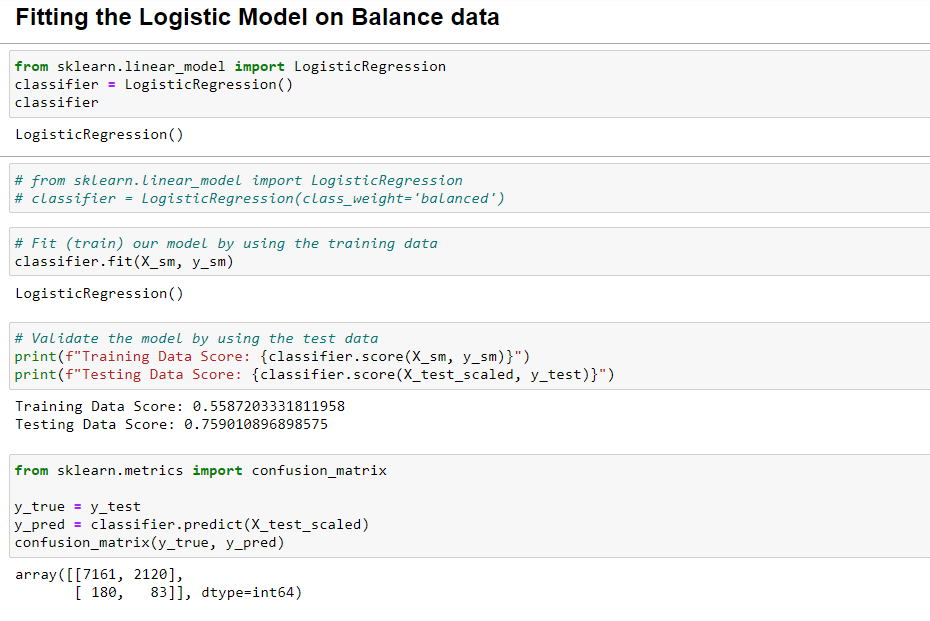 Fitting the Logistic Model on Balance data
from sklearn.linear_model import LogisticRegression
classifier = LogisticRegression()
classifier
LogisticRegression()
# from sklearn.linear_model import LogisticRegression
# classifier = LogisticRegression(class_weight='balanced')
# Fit (train) our model by using the training data
classifier.fit(X_sm, y_sm)
LogisticRegression()
# Validate the model by using the test data
print(f"Training Data Score: {classifier.score(X_sm, y_sm)}")
print(f"Testing Data Score: {classifier.score(X_test_scaled, y_test)}")
Training Data Score: 0.5587203331811958
Testing Data Score: 0.759010896898575
from sklearn.metrics import confusion_matrix
y_true = y_test
y_pred = classifier.predict(X_test_scaled)
confusion_matrix(y_true, y_pred)
array([[7161, 2120],
       [ 180,   83]], dtype=int64)